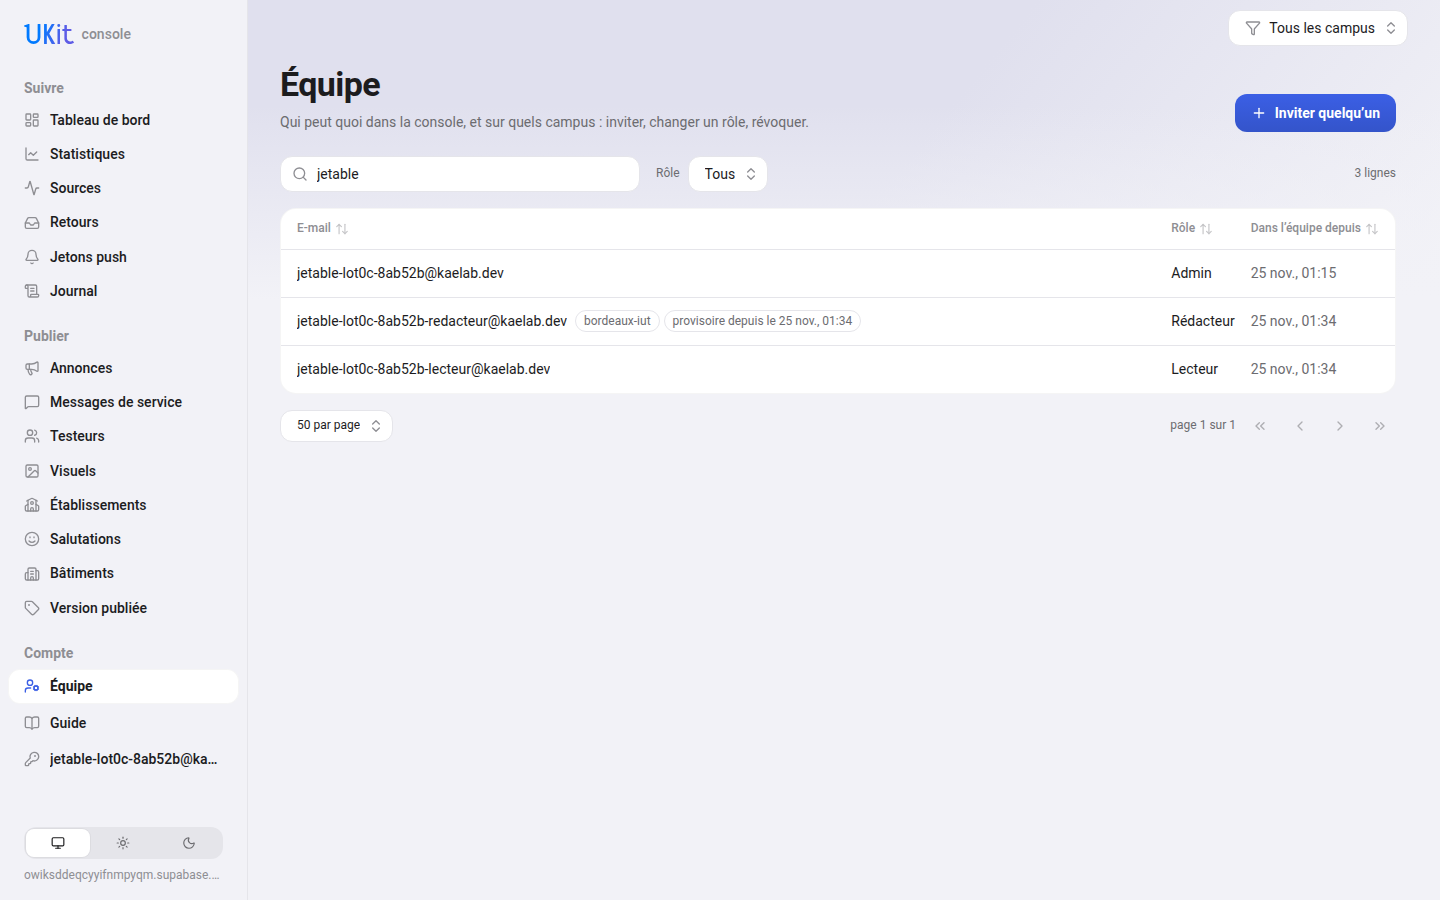 UKit console
Tous les campus
Suivre
Tableau de bord
Statistiques
Sources
Retours
Jetons push
Journal
Publier
Annonces
Messages de service
Testeurs
Visuels
Établissements
Salutations
Bâtiments
Version publiée
Compte
Équipe
Guide
jetable-lot0c-8ab52b@ka...
owiksddeqcyyifnmpyqm.supabase....
Équipe
Qui peut quoi dans la console, et sur quels campus : inviter, changer un rôle, révoquer.
Inviter quelqu'un
jetable
Rôle Tous
3 lignes
E-mail Rôle Dans l'équipe depuis
jetable-lot0c-8ab52b@kaelab.dev Admin 25 nov., 01:15
jetable-lot0c-8ab52b-redacteur@kaelab.dev bordeaux-iut provisoire depuis le 25 nov., 01:34 Rédacteur 25 nov., 01:34
jetable-lot0c-8ab52b-lecteur@kaelab.dev Lecteur 25 nov., 01:34
50 par page
page 1 sur 1